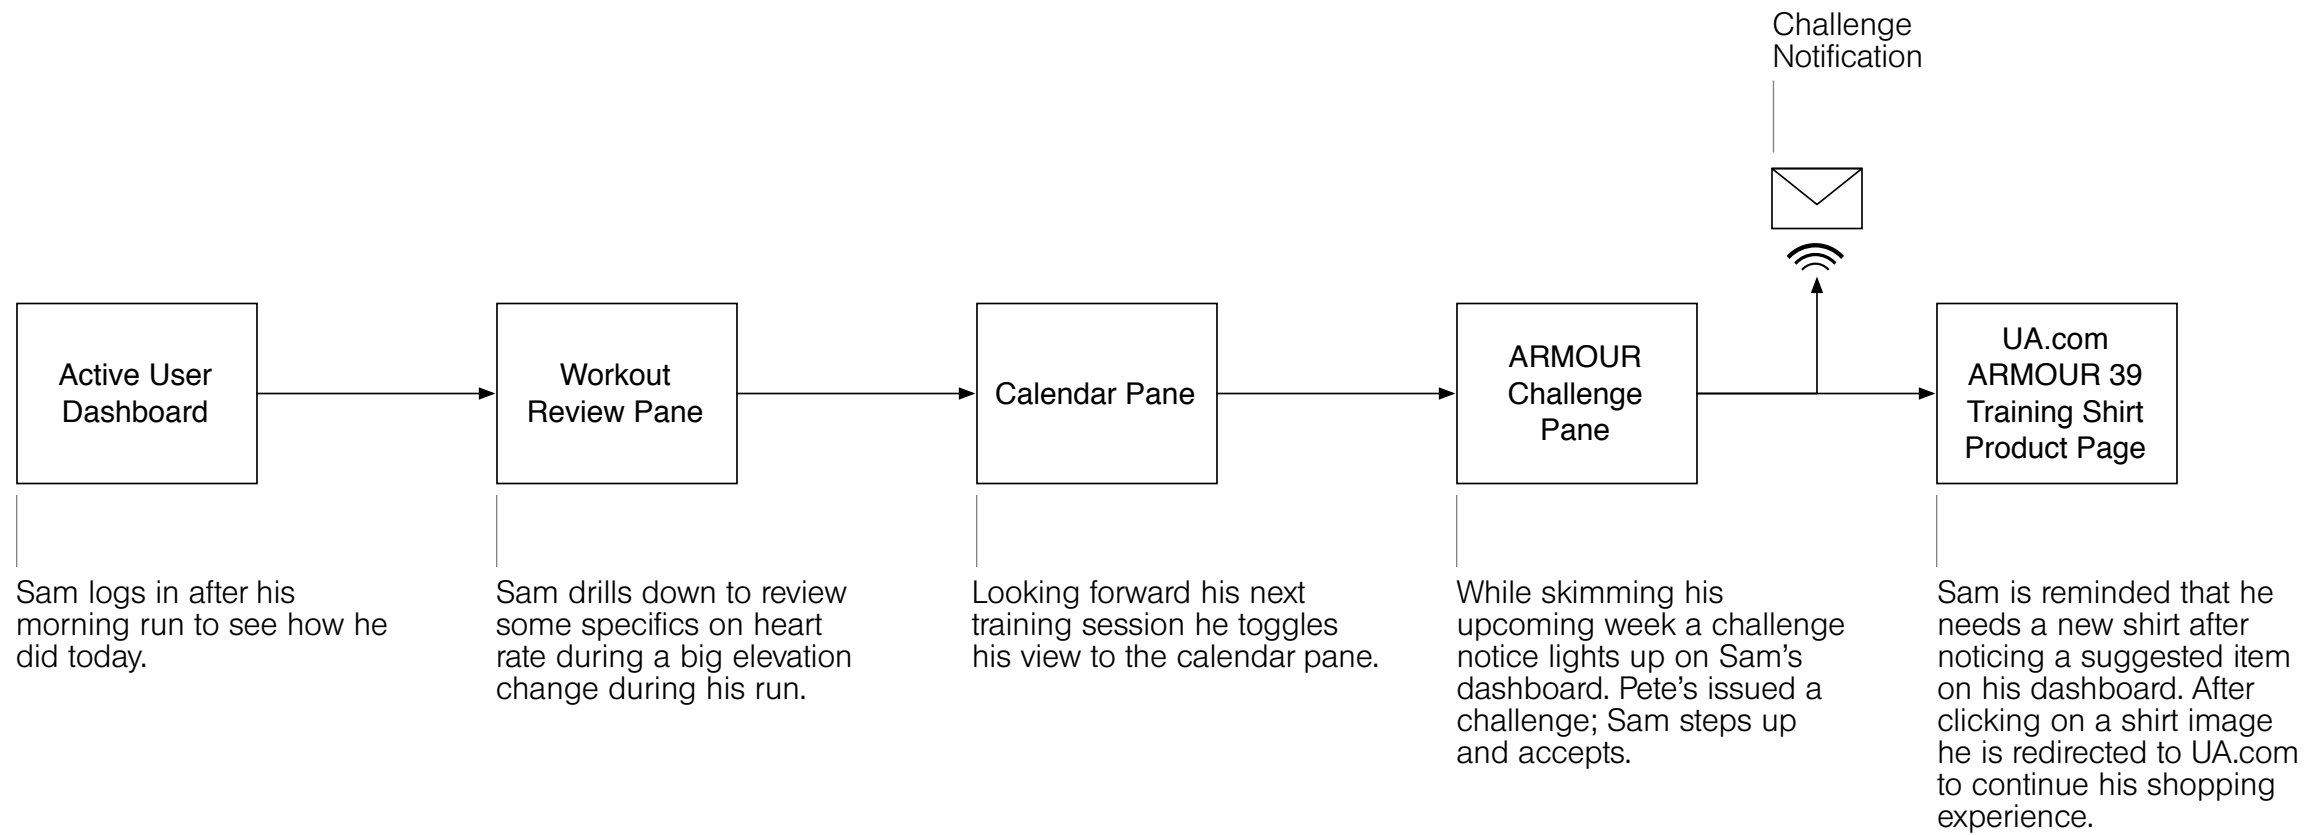 Challenge
Notification
Active User
Dashboard
Workout
Review Pane
Calendar Pane
ARMOUR
Challenge
Pane
UA.com
ARMOUR 39
Training Shirt
Product Page
Sam logs in after his
morning run to see how he
did today.
Sam drills down to review
some specifics on heart
rate during a big elevation
change during his run.
Looking forward his next
training session he toggles
his view to the calendar pane.
While skimming his
upcoming week a challenge
notice lights up on Sam’s
dashboard. Pete’s issued a
challenge; Sam steps up
and accepts.
Sam is reminded that he
needs a new shirt after
noticing a suggested item
on his dashboard. After
clicking on a shirt image
he is redirected to UA.com
to continue his shopping
experience.